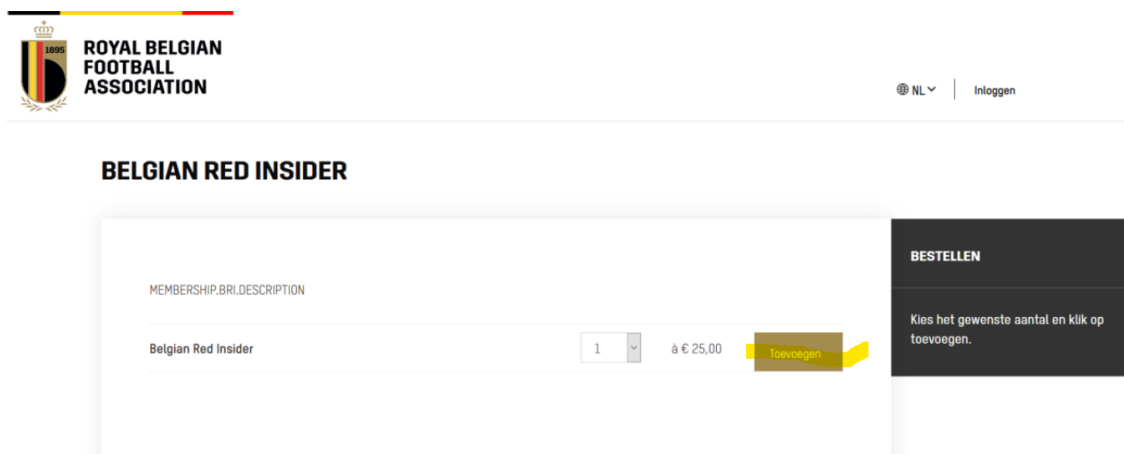 1895
ROYAL BELGIAN
FOOTBALL
ASSOCIATION
NL
Inloggen
BELGIAN RED INSIDER
MEMBERSHIP.BRI.DESCRIPTION
Belgian Red Insider
1
à € 25,00
Toevoegen
BESTELLEN
Kies het gewenste aantal en klik op
toevoegen.